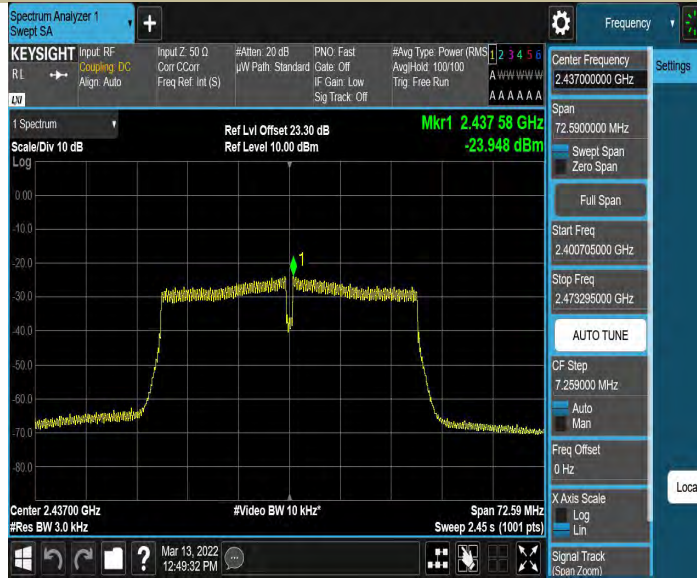 Spectrum Analyzer 1
Swept SA
+
Frequency
KEYSIGHT
RL
LXI
Input: RF
Coupling: DC
Align: Auto
Input Z: 50 Ω
Corr CCorr
Freq Ref: Int (S)
#Atten: 20 dB
µW Path: Standard
PNO: Fast
Gate: Off
IF Gain: Low
Sig Track: Off
#Avg Type: Power (RMS
Avg|Hold: 100/100
Trig: Free Run
1 2 3 4 5 6
A W W W W W
A A A A A A
1 Spectrum
Scale/Div 10 dB
Log
Ref Lvl Offset 23.30 dB
Ref Level 10.00 dBm
Mkr1 2.437 58 GHz
-23.948 dBm
0.00
-10.0
-20.0
-30.0
-40.0
-50.0
-60.0
-70.0
-80.0
1
Center 2.43700 GHz
#Res BW 3.0 kHz
#Video BW 10 kHz*
Span 72.59 MHz
Sweep 2.45 s (1001 pts)
?
Mar 13, 2022
12:49:32 PM
Center Frequency
2.437000000 GHz
Span
72.5900000 MHz
Swept Span
Zero Span
Full Span
Start Freq
2.400705000 GHz
Stop Freq
2.473295000 GHz
AUTO TUNE
CF Step
7.259000 MHz
Auto
Man
Freq Offset
0 Hz
X Axis Scale
Log
Lin
Signal Track
(Span Zoom)
Settings
Loca